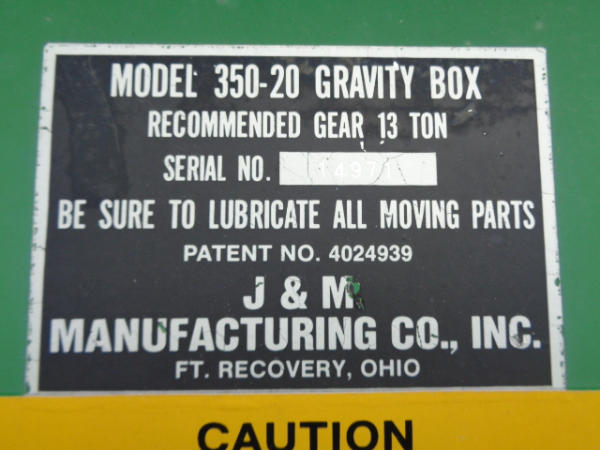 MODEL 350-20 GRAVITY BOX
RECOMMENDED GEAR 13 TON
SERIAL NO. 14971
BE SURE TO LUBRICATE ALL MOVING PARTS
PATENT NO. 4024939
J & M
MANUFACTURING CO., INC.
FT. RECOVERY, OHIO
CAUTION